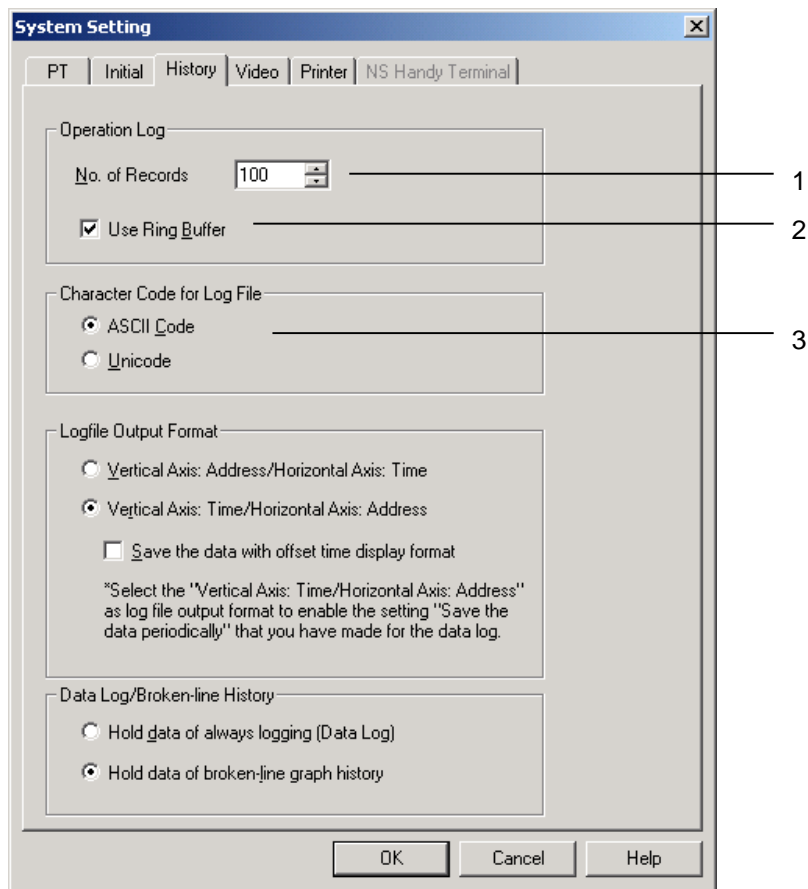 System Setting
PT Initial History Video Printer NS Handy Terminal
Operation Log
No. of Records 100
1
Use Ring Buffer
2
Character Code for Log File
ASCII Code
3
Unicode
Logfile Output Format
Vertical Axis: Address/Horizontal Axis: Time
Vertical Axis: Time/Horizontal Axis: Address
Save the data with offset time display format
*Select the "Vertical Axis: Time/Horizontal Axis: Address"
as log file output format to enable the setting "Save the
data periodically" that you have made for the data log.
Data Log/Broken-line History
Hold data of always logging (Data Log)
Hold data of broken-line graph history
OK Cancel Help